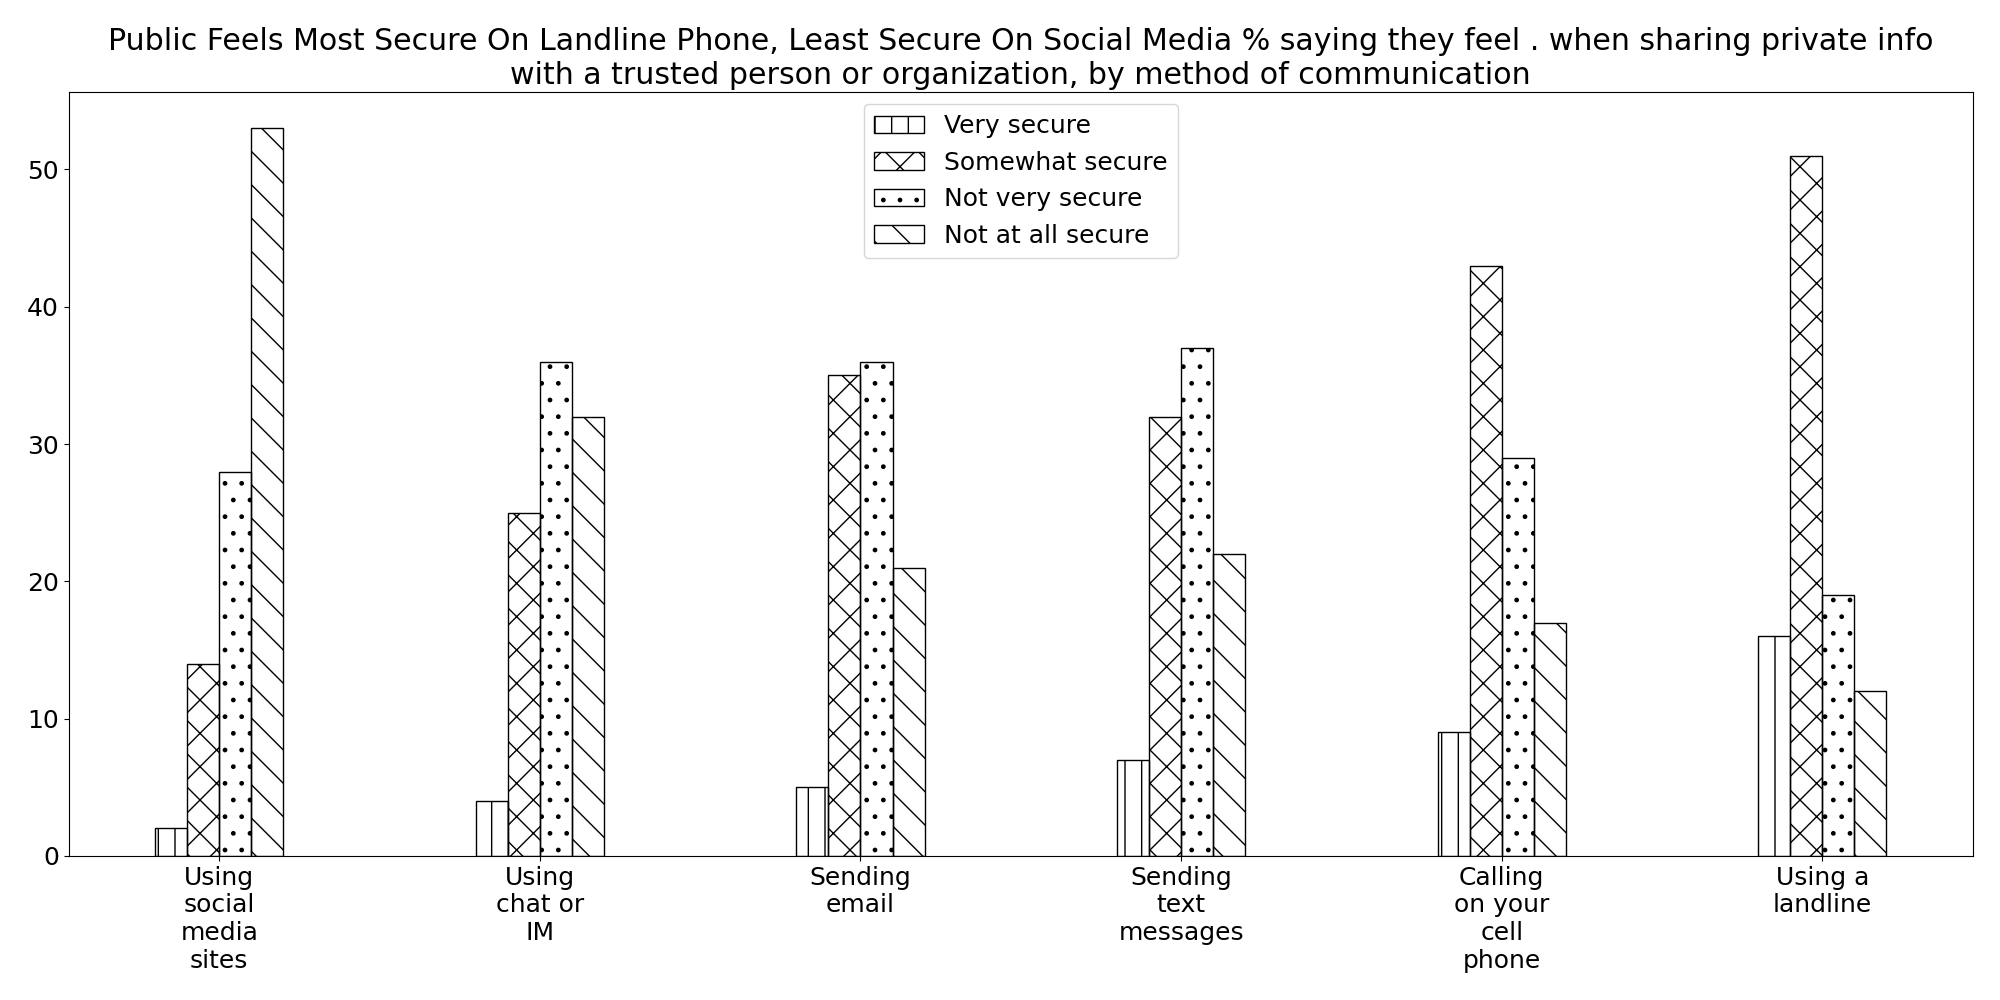 Public Feels Most Secure On Landline Phone, Least Secure On Social Media % saying they feel . when sharing private info
with a trusted person or organization, by method of communication
Very secure
Somewhat secure
Not very secure
Not at all secure
50
40
30
20
10
0
Using
social
media
sites
Using
chat or
IM
Sending
email
Sending
text
messages
Calling
on your
cell
phone
Using a
landline